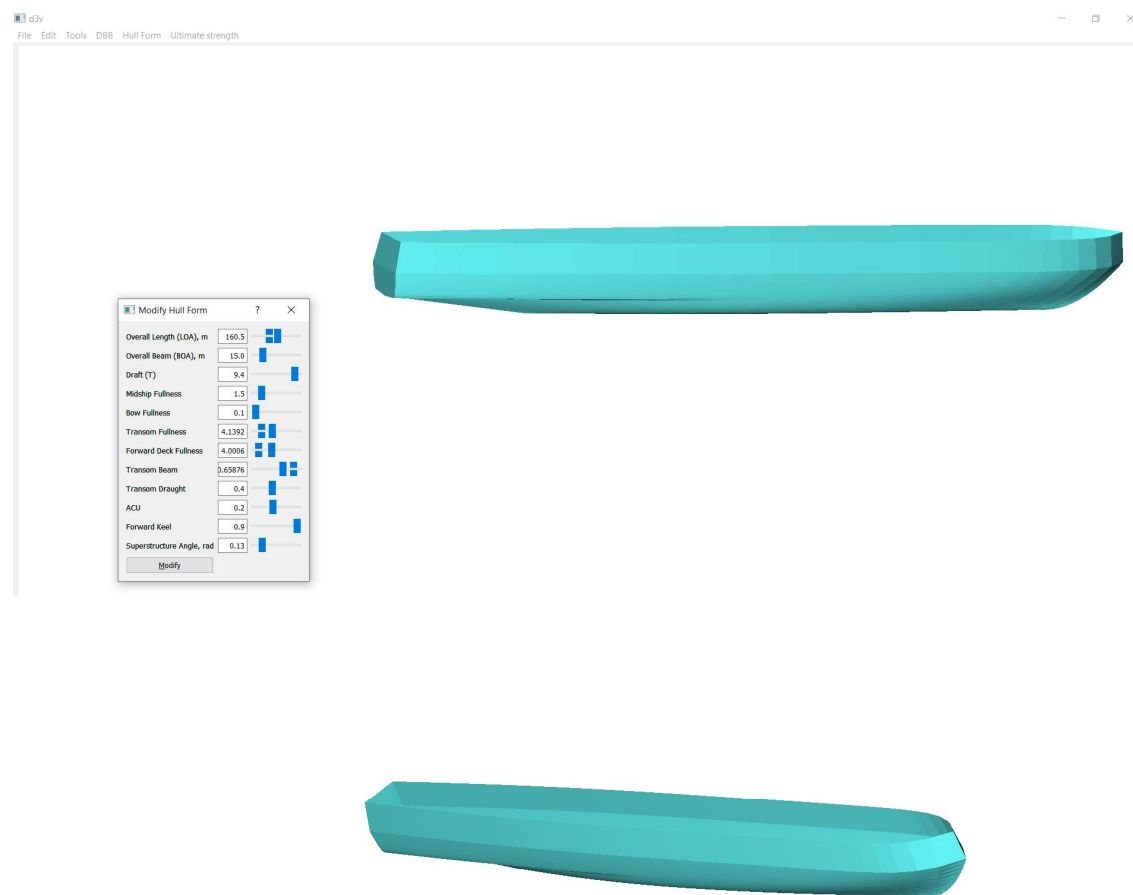 d3v
File Edit Tools DBB Hull Form Ultimate strength
Modify Hull Form ?
Overall Length (LOA), m 160.5
Overall Beam (BOA), m 15.0
Draft (T) 9.4
Midship Fullness 1.5
Bow Fullness 0.1
Transom Fullness 4.1392
Forward Deck Fullness 4.0006
Transom Beam 0.65876
Transom Draught 0.4
ACU 0.2
Forward Keel 0.9
Superstructure Angle, rad 0.13
Modify